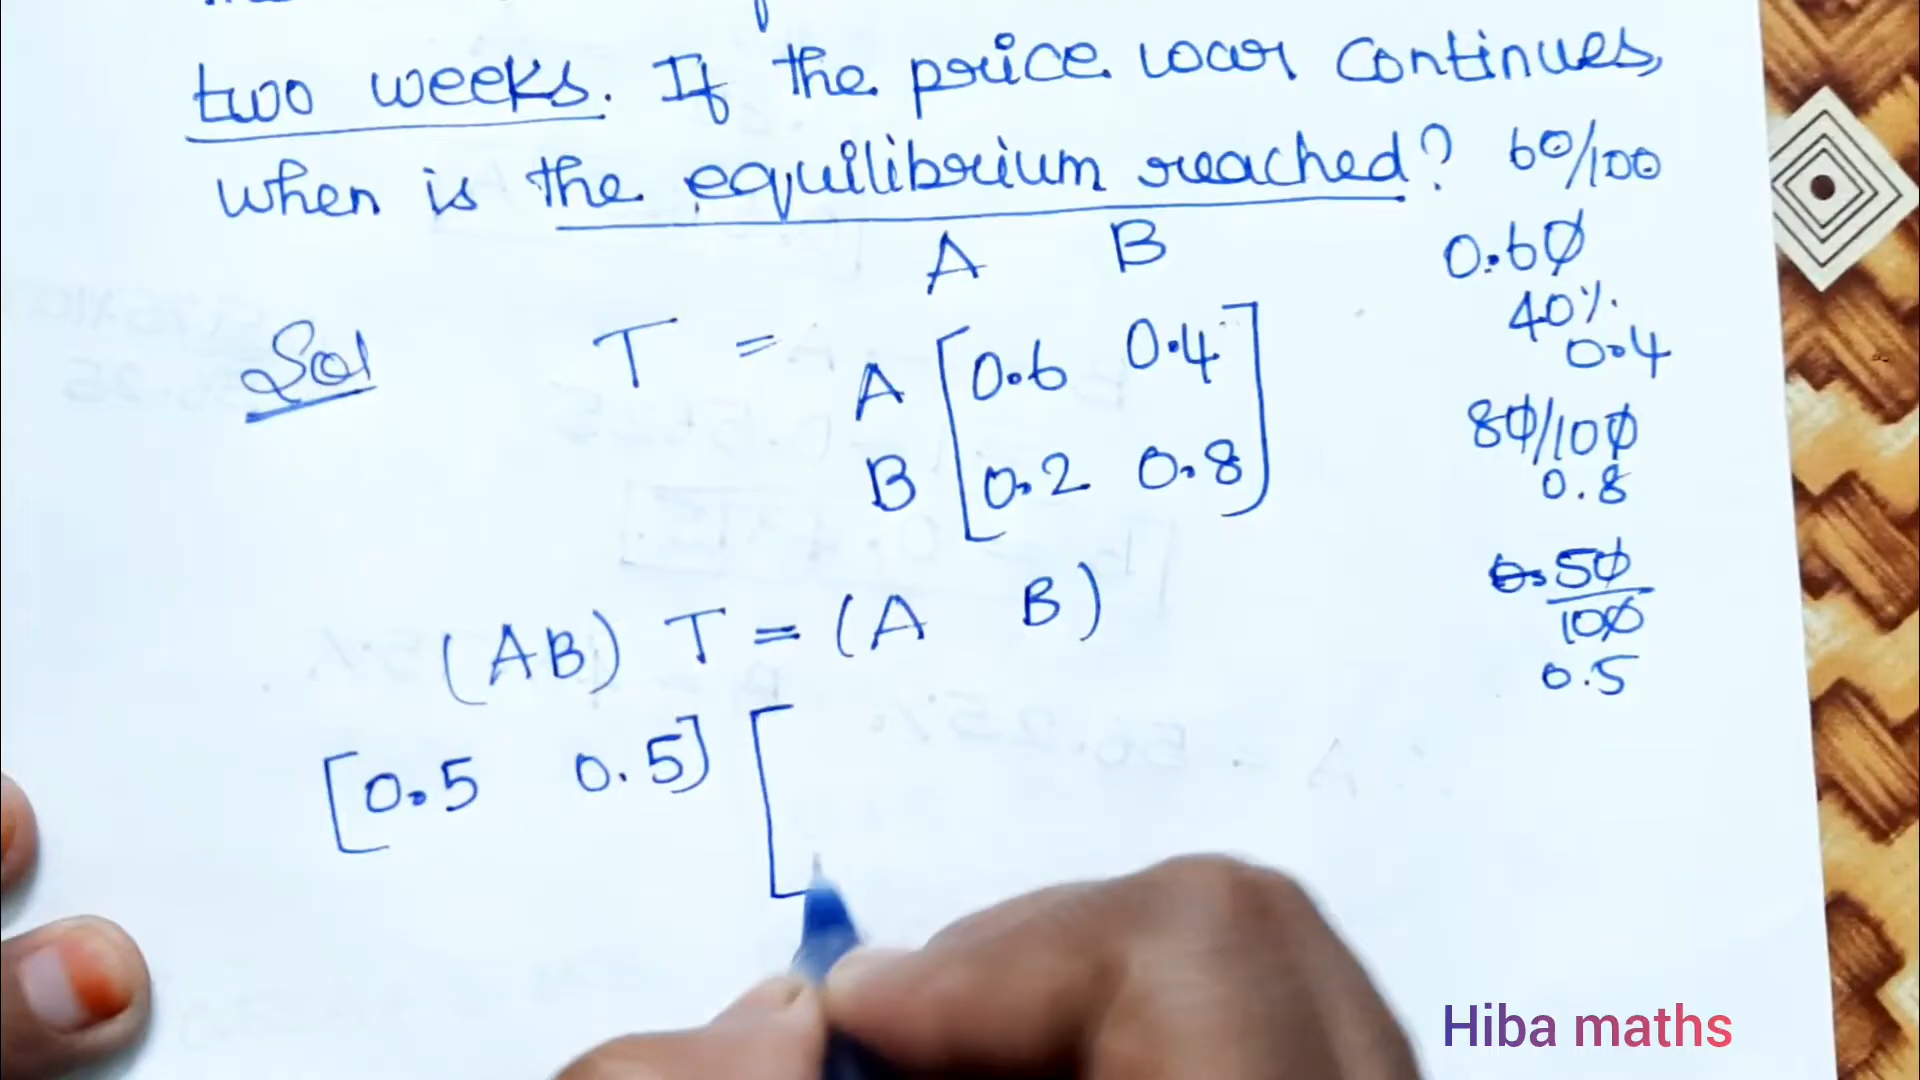 two weeks. If the price war continues,
when is the equilibrium reached? 60/100
A B
0.60
40%
Sol T = A [0.6 0.4]
0.4
B [0.2 0.8]
80/100
0.8
(AB) T = (A B)
50
100
0.5
[0.5 0.5] [
Hiba maths